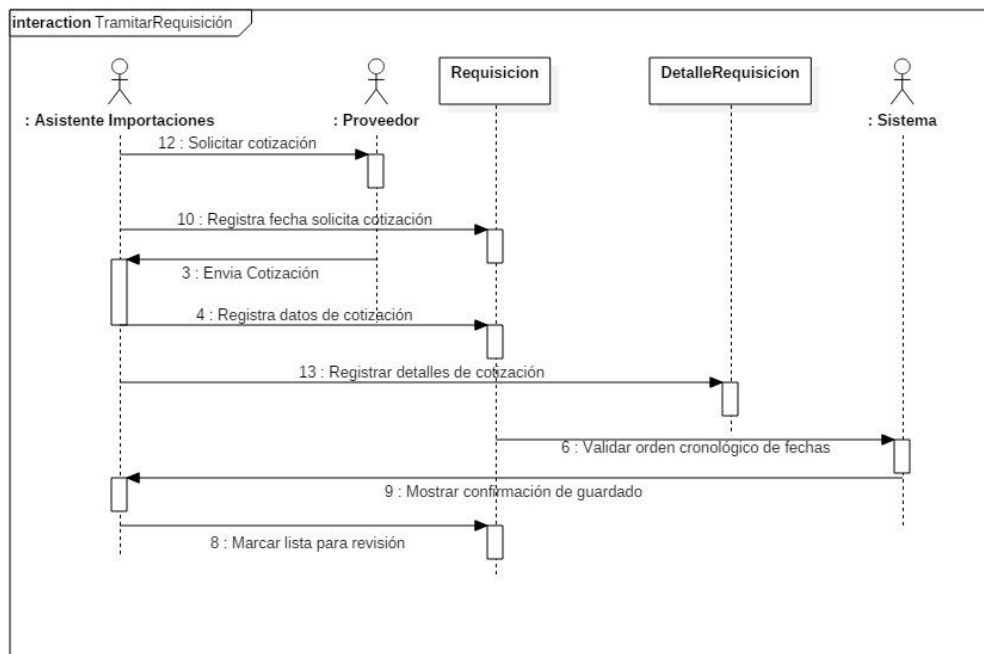 interaction TramitarRequisición
Requisicion
DetalleRequisicion
: Asistente Importaciones
: Proveedor
: Sistema
12 : Solicitar cotización
10 : Registra fecha solicita cotización
3 : Envia Cotización
4 : Registra datos de cotización
13 : Registrar detalles de cotización
6 : Validar orden cronológico de fechas
9 : Mostrar confirmación de guardado
8 : Marcar lista para revisión